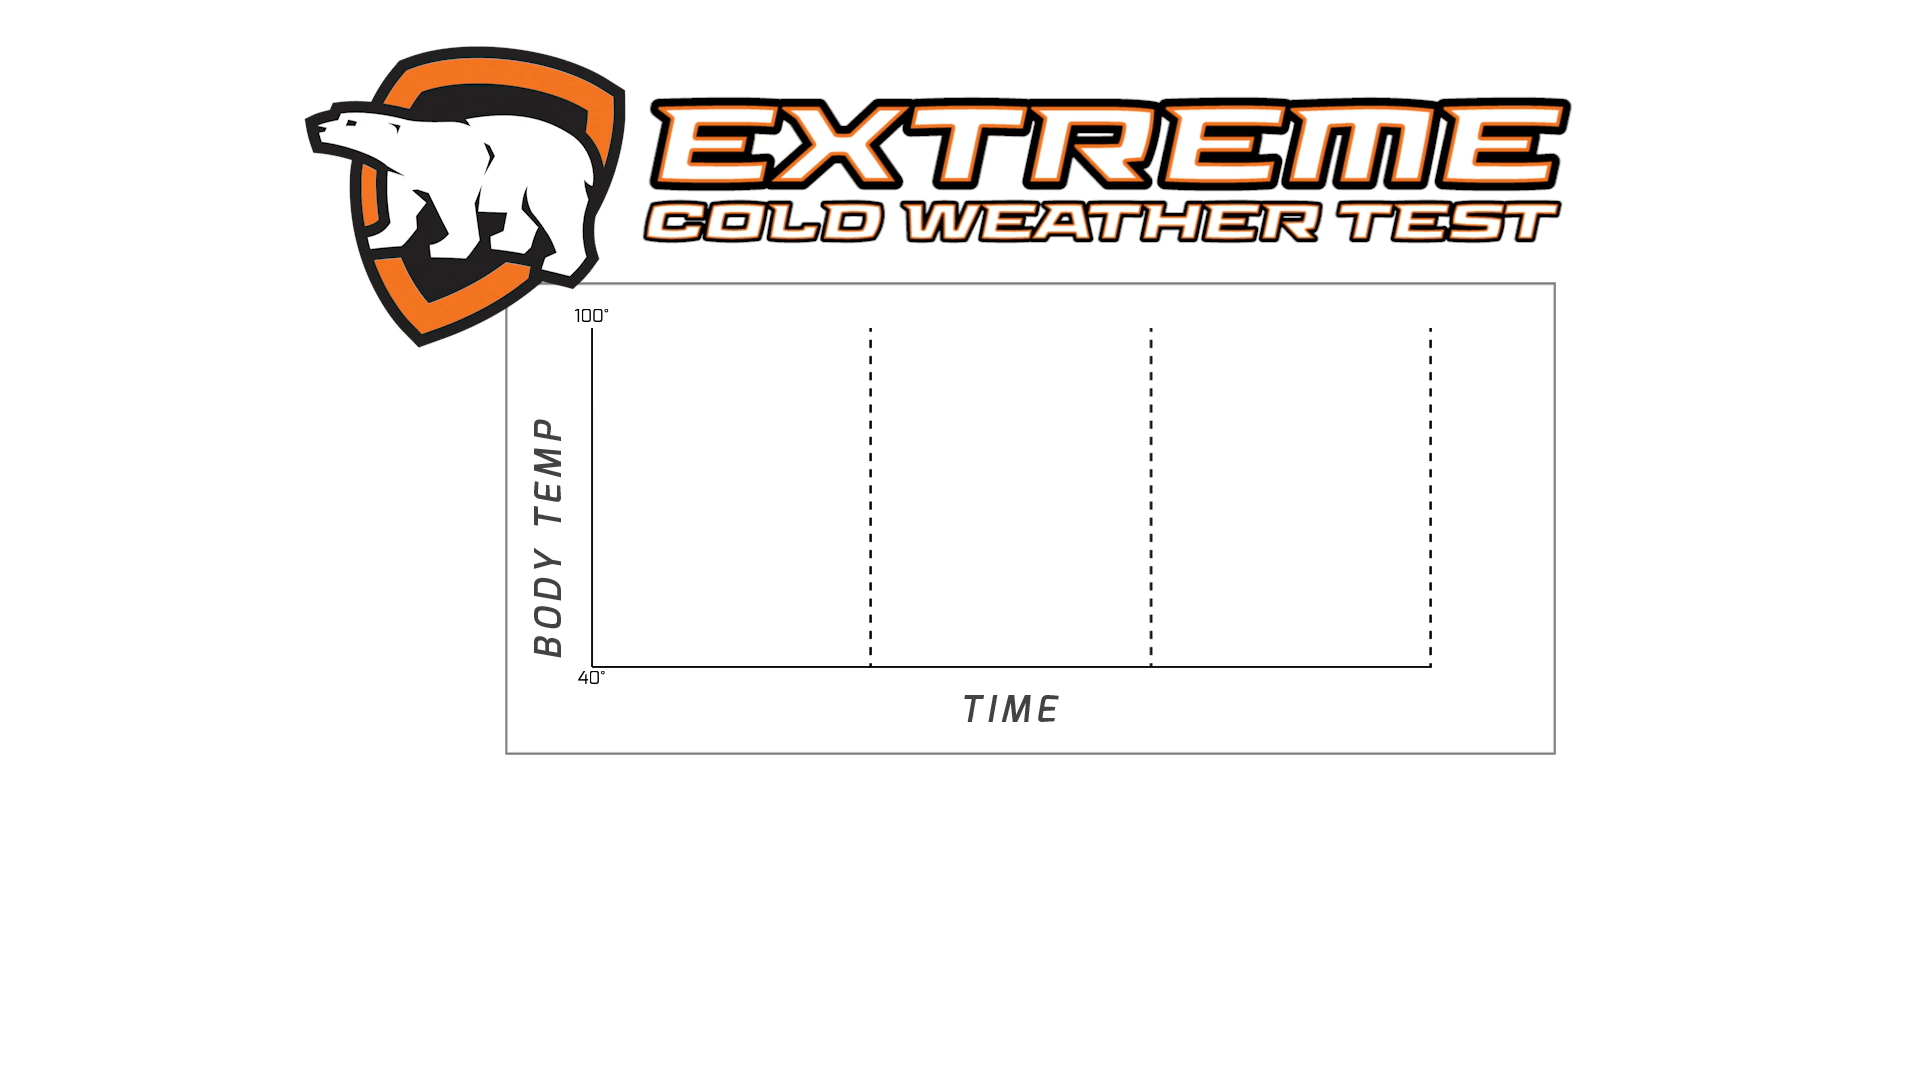 EXTREME
COLD WEATHER TEST
100°
BODY TEMP
40°
TIME